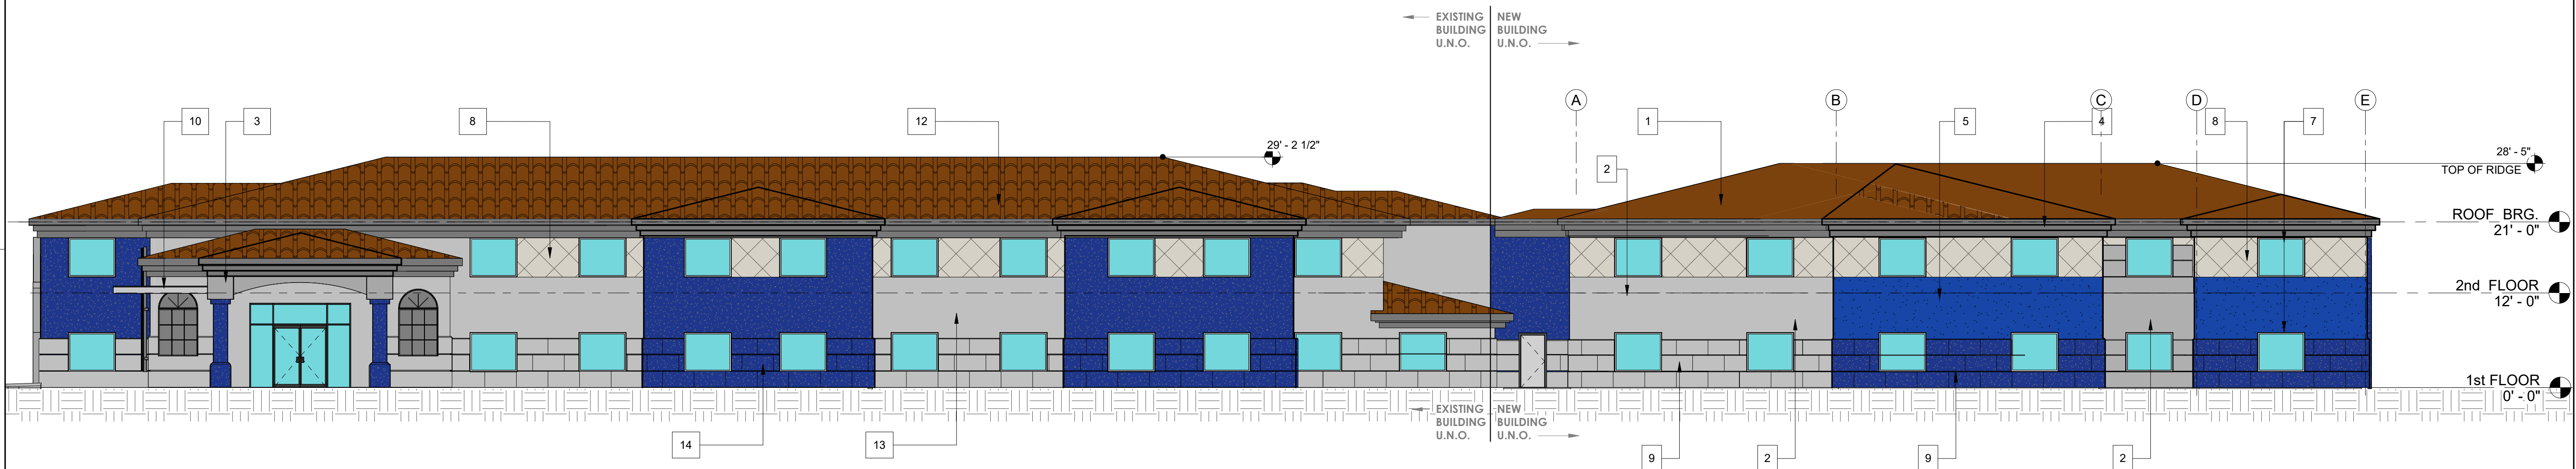 EXISTING
BUILDING
U.N.O.
NEW
BUILDING
U.N.O.
A
B
C
D
E
10
3
8
12
1
5
4
8
7
2
29' - 2 1/2"
28' - 5"
TOP OF RIDGE
ROOF BRG.
21' - 0"
2nd FLOOR
12' - 0"
1st FLOOR
0' - 0"
EXISTING
BUILDING
U.N.O.
NEW
BUILDING
U.N.O.
14
13
9
2
9
2